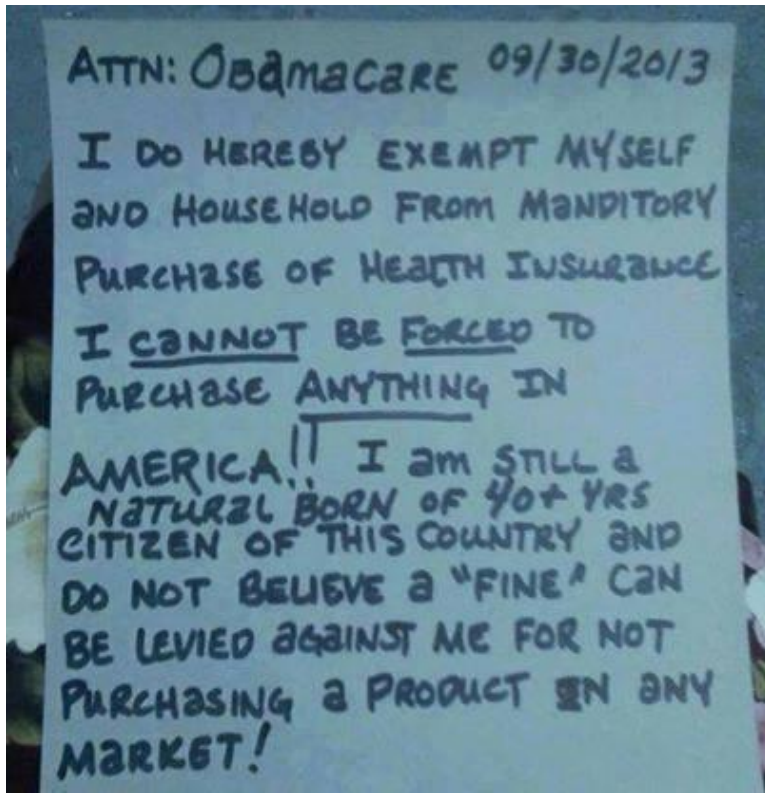 ATTN: Obamacare 09/30/2013
I DO HEREBY EXEMPT MYSELF
AND HOUSEHOLD FROM MANDITORY
PURCHASE OF HEALTH INSURANCE
I CANNOT BE FORCED TO
PURCHASE ANYTHING IN
AMERICA!! I am STILL a
NATURAL BORN OF 40+ YRS
CITIZEN OF THIS COUNTRY AND
DO NOT BELIEVE a "FINE" CAN
BE LEVIED AGAINST ME FOR NOT
PURCHASING a PRODUCT IN ANY
MARKET!